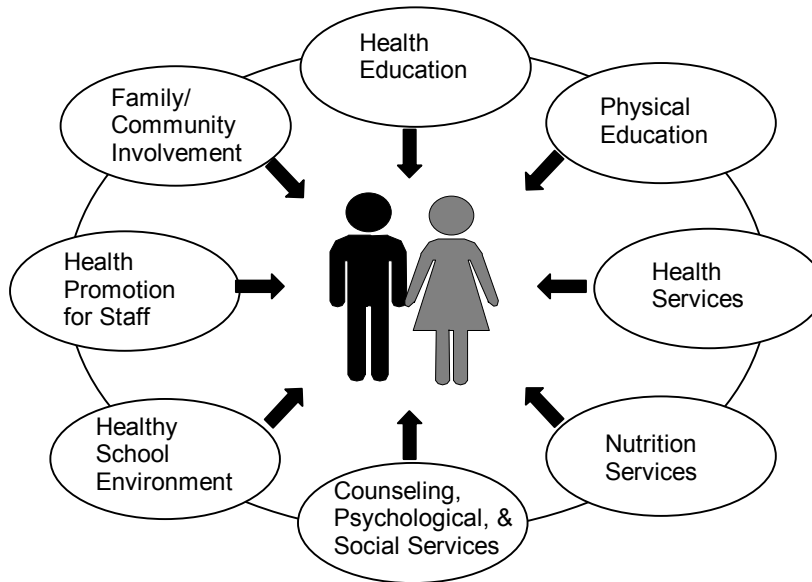 Health
Education
Physical
Education
Health
Services
Nutrition
Services
Counseling,
Psychological, &
Social Services
Healthy
School
Environment
Health
Promotion
for Staff
Family/
Community
Involvement